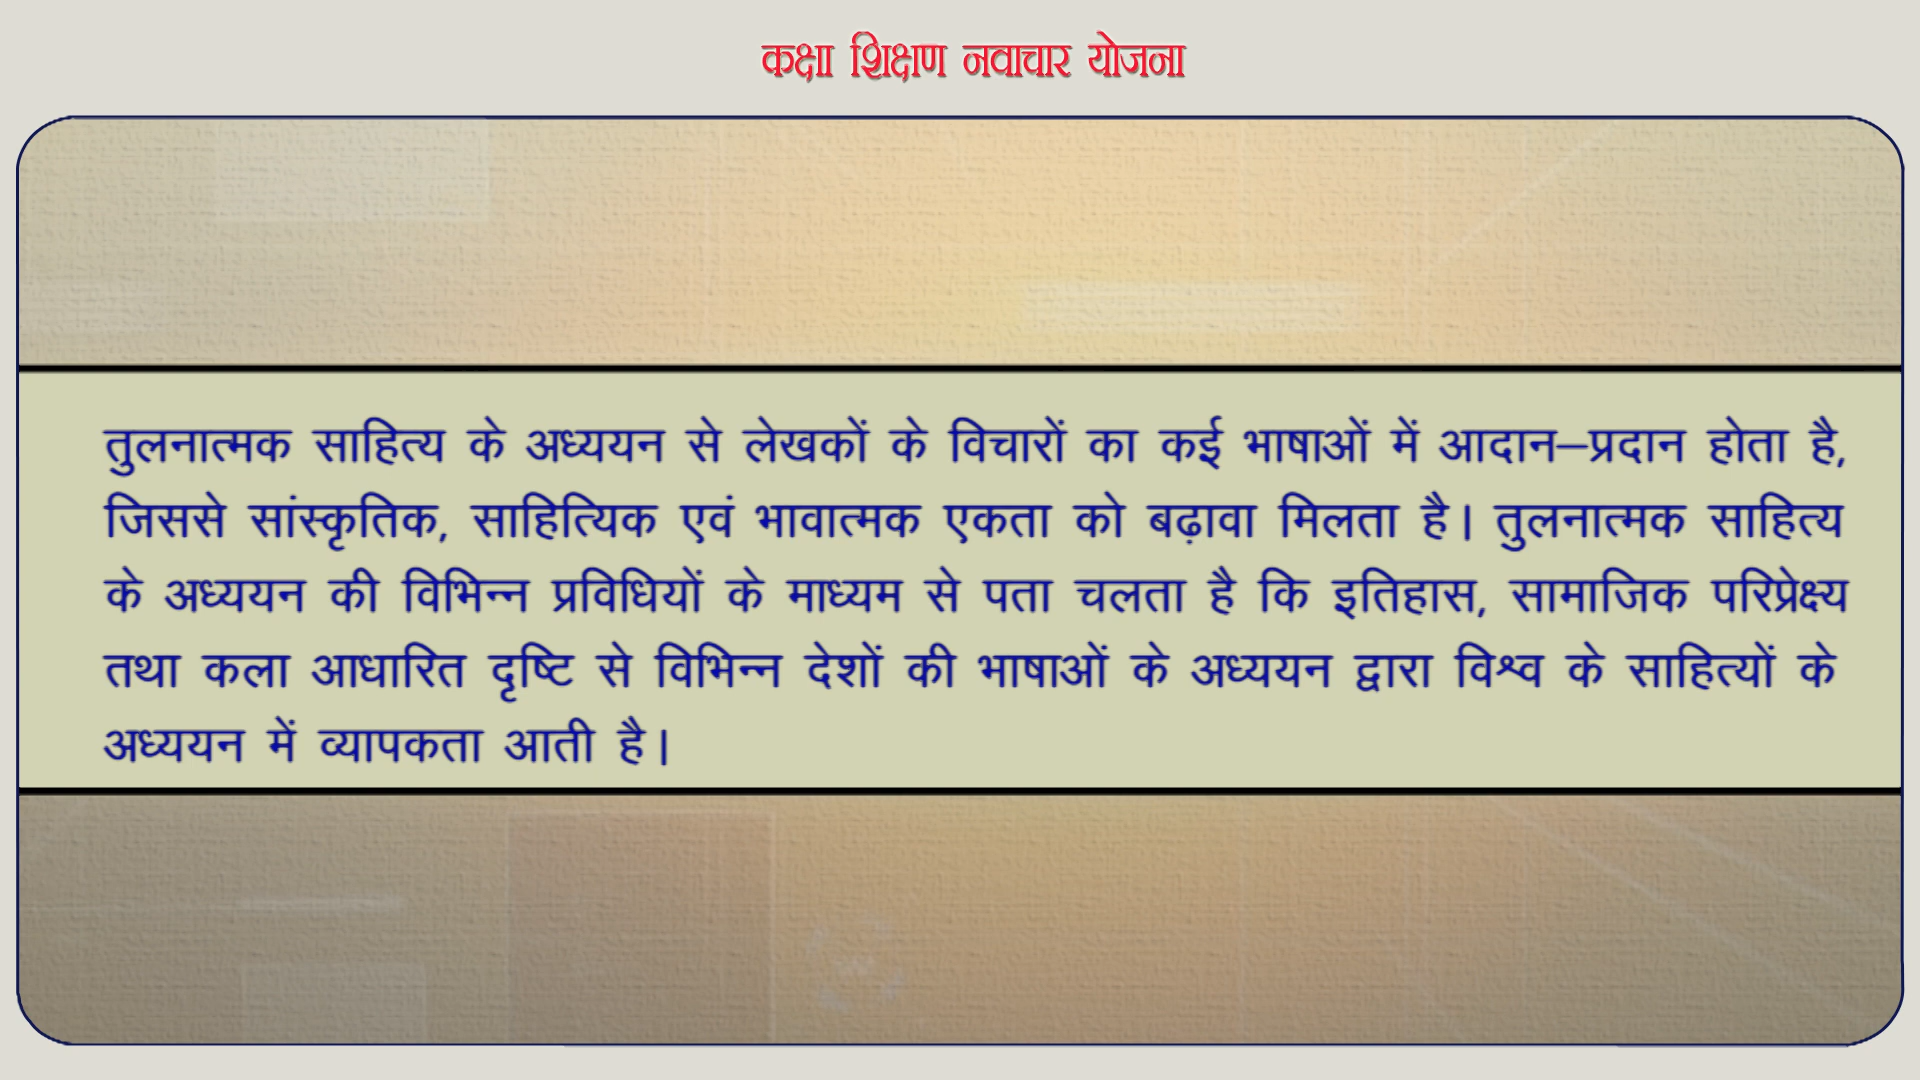 कक्षा शिक्षण नवाचार योजना
तुलनात्मक साहित्य के अध्ययन से लेखकों के विचारों का कई भाषाओं में आदान–प्रदान होता है,
जिससे सांस्कृतिक, साहित्यिक एवं भावात्मक एकता को बढ़ावा मिलता है। तुलनात्मक साहित्य
के अध्ययन की विभिन्न प्रविधियों के माध्यम से पता चलता है कि इतिहास, सामाजिक परिप्रेक्ष्य
तथा कला आधारित दृष्टि से विभिन्न देशों की भाषाओं के अध्ययन द्वारा विश्व के साहित्यों के
अध्ययन में व्यापकता आती है।